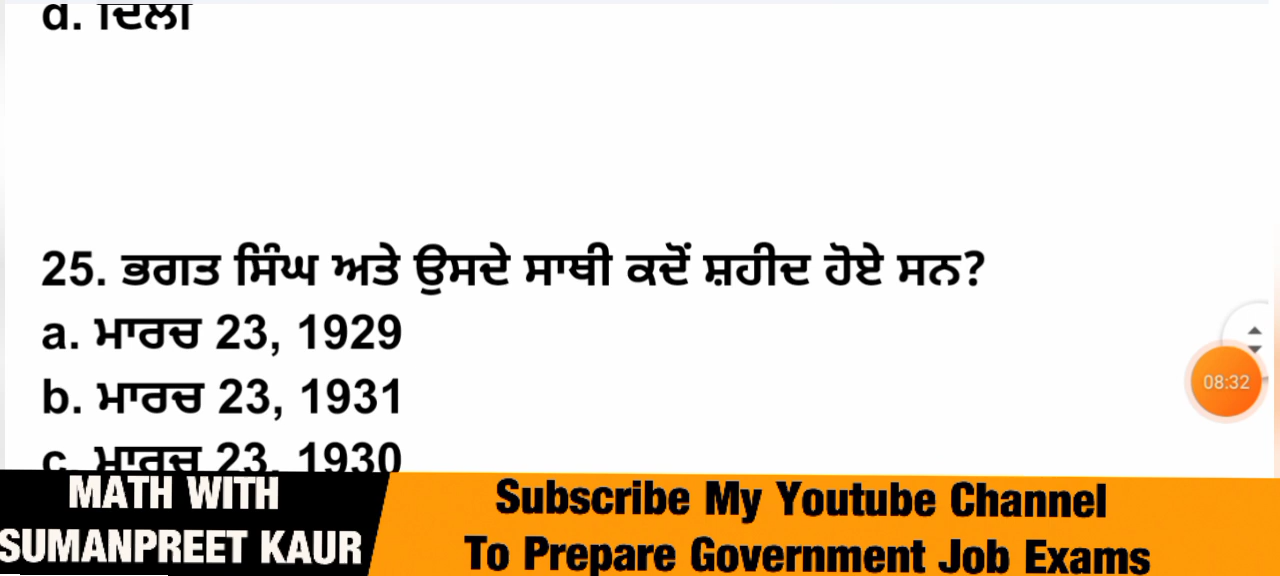 d. ਦਿਲੀ
25. ਭਗਤ ਸਿੰਘ ਅਤੇ ਉਸਦੇ ਸਾਥੀ ਕਦੋਂ ਸ਼ਹੀਦ ਹੋਏ ਸਨ?
a. ਮਾਰਚ 23, 1929
b. ਮਾਰਚ 23, 1931
08:32
c. ਮਾਰਚ 23, 1930
MATH WITH
SUMANPREET KAUR
Subscribe My Youtube Channel
To Prepare Government Job Exams